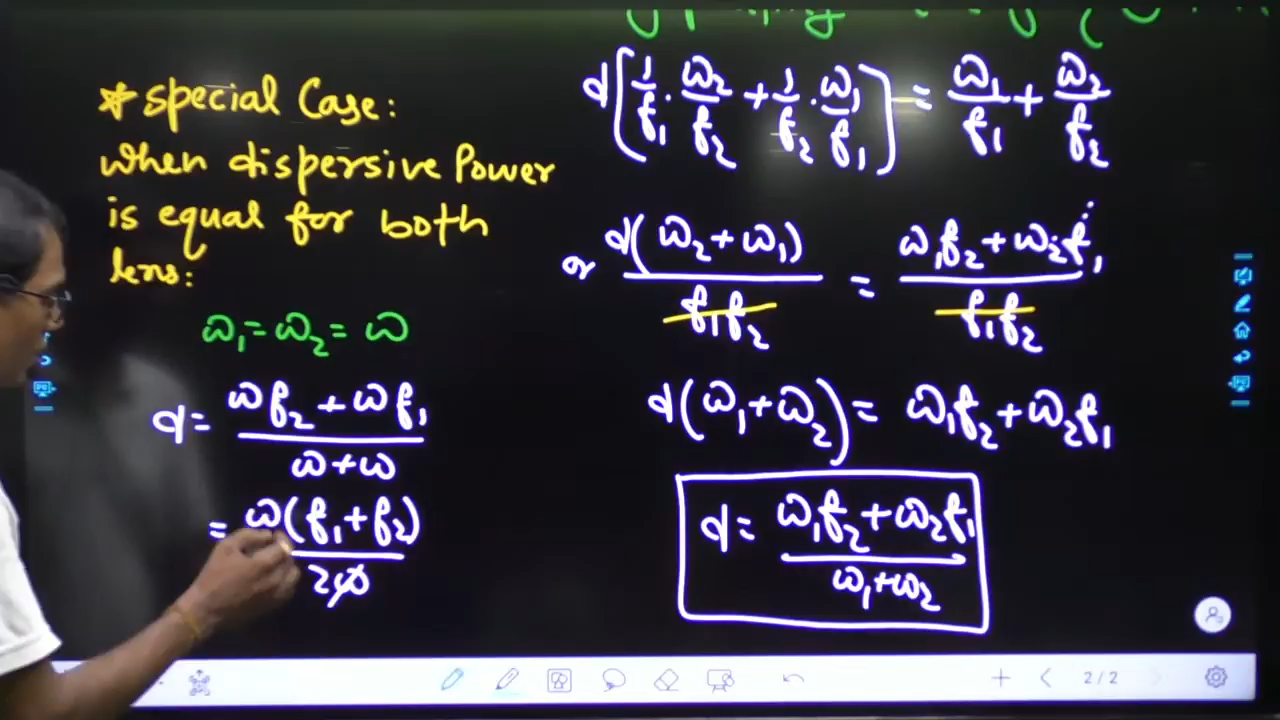 * special Case:
when dispersive Power
is equal for both
lens:
ω₁ = ω₂ = ω
d = (ωf₂ + ωf₁) / (ω + ω)
= ω(f₁ + f₂) / 2ω
d[1/f₁ · ω₂/f₂ + 1/f₂ · ω₁/f₁] = ω₁/f₁ + ω₂/f₂
or d(ω₂ + ω₁) / f₁f₂ = (ω₁f₂ + ω₂f₁) / f₁f₂
d(ω₁ + ω₂) = ω₁f₂ + ω₂f₁
d = (ω₁f₂ + ω₂f₁) / (ω₁ + ω₂)
2/2